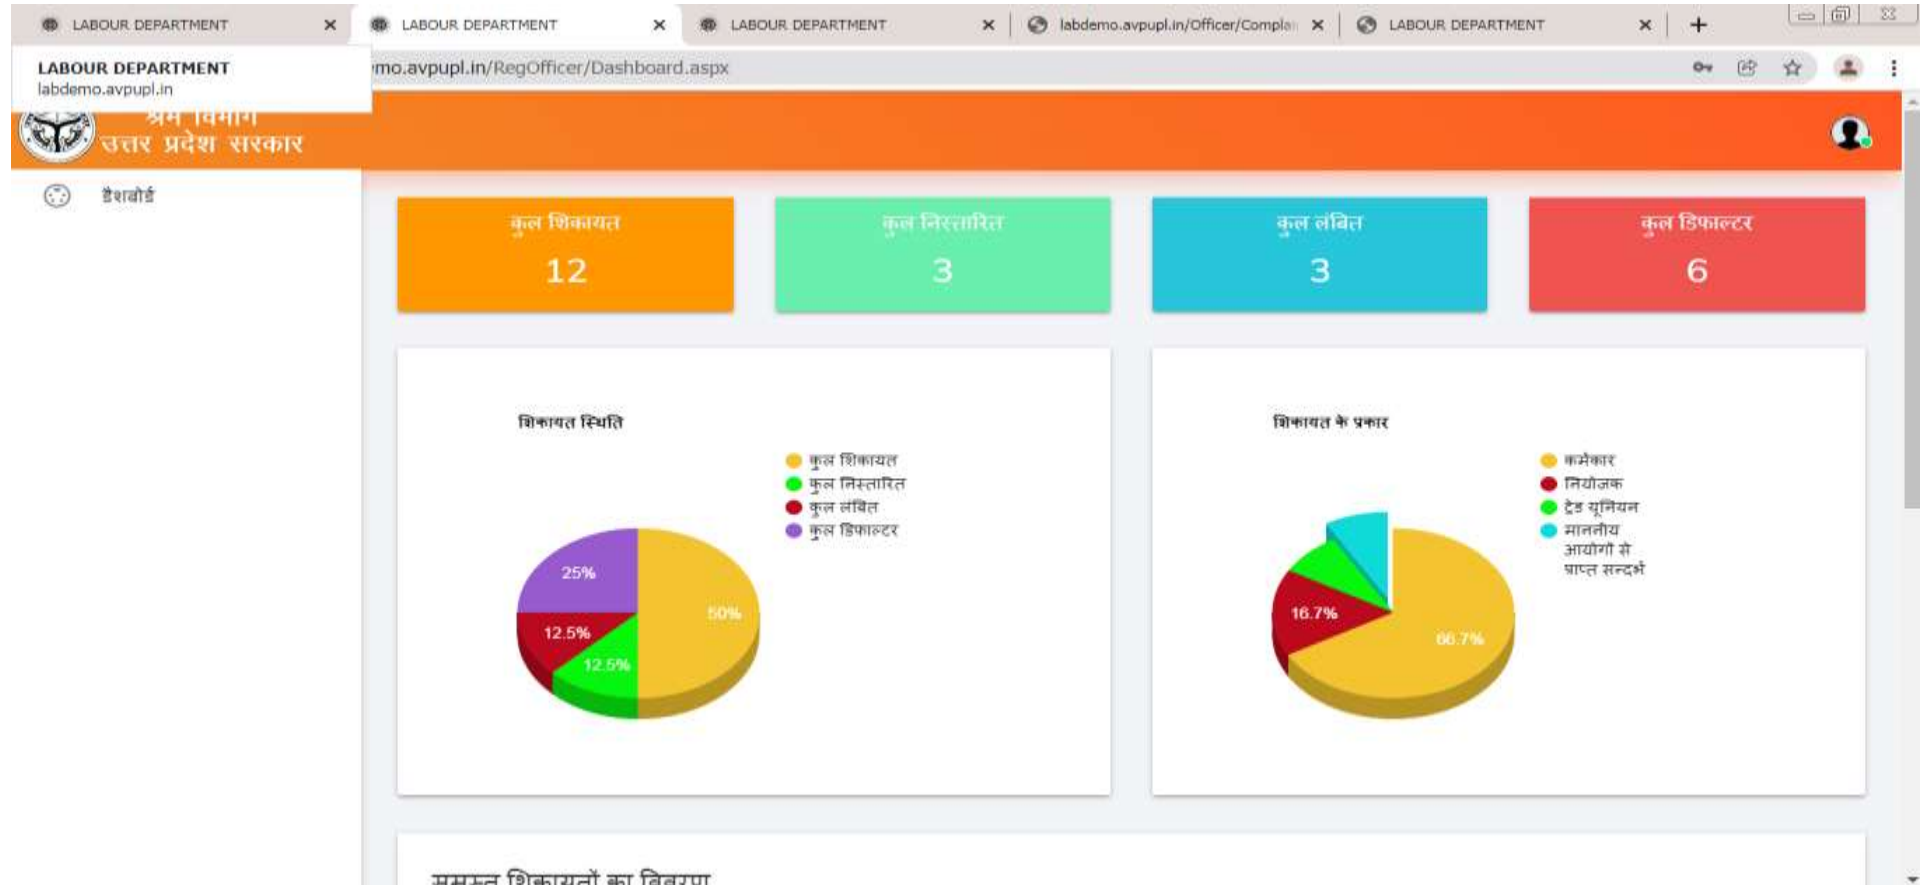 LABOUR DEPARTMENT
LABOUR DEPARTMENT
LABOUR DEPARTMENT
labdemo.avpupl.in/Officer/Complai
LABOUR DEPARTMENT
LABOUR DEPARTMENT
labdemo.avpupl.in
mo.avpupl.in/RegOfficer/Dashboard.aspx
श्रम विभाग
उत्तर प्रदेश सरकार
डैशबोर्ड
कुल शिकायत
12
कुल निस्तारित
3
कुल लंबित
3
कुल डिफाल्टर
6
शिकायत स्थिति
कुल शिकायत
कुल निस्तारित
कुल लंबित
कुल डिफाल्टर
25%
50%
12.5%
12.5%
शिकायत के प्रकार
कर्मकार
नियोजक
ट्रेड यूनियन
माननीय
आयोगों से
प्राप्त सन्दर्भ
16.7%
66.7%
समस्त शिकायतों का विवरण